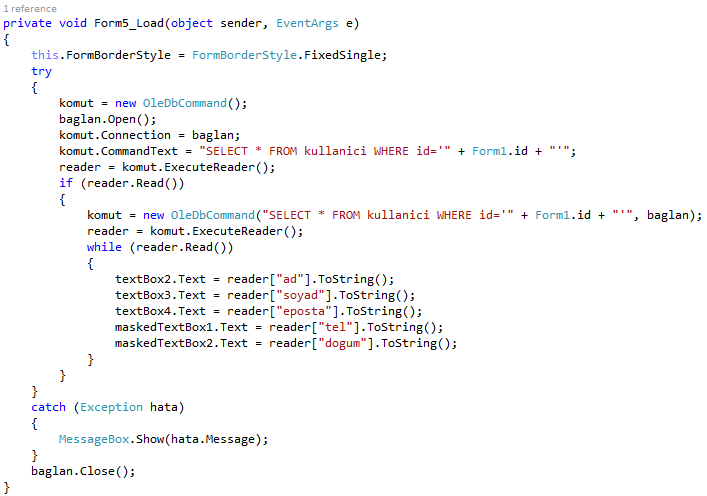 1 reference
private void Form5_Load(object sender, EventArgs e)
{
    this.FormBorderStyle = FormBorderStyle.FixedSingle;
    try
    {
        komut = new OleDbCommand();
        baglan.Open();
        komut.Connection = baglan;
        komut.CommandText = "SELECT * FROM kullanici WHERE id='" + Form1.id + "'";
        reader = komut.ExecuteReader();
        if (reader.Read())
        {
            komut = new OleDbCommand("SELECT * FROM kullanici WHERE id='" + Form1.id + "'", baglan);
            reader = komut.ExecuteReader();
            while (reader.Read())
            {
                textBox2.Text = reader["ad"].ToString();
                textBox3.Text = reader["soyad"].ToString();
                textBox4.Text = reader["eposta"].ToString();
                maskedTextBox1.Text = reader["tel"].ToString();
                maskedTextBox2.Text = reader["dogum"].ToString();
            }
        }
    }
    catch (Exception hata)
    {
        MessageBox.Show(hata.Message);
    }
    baglan.Close();
}